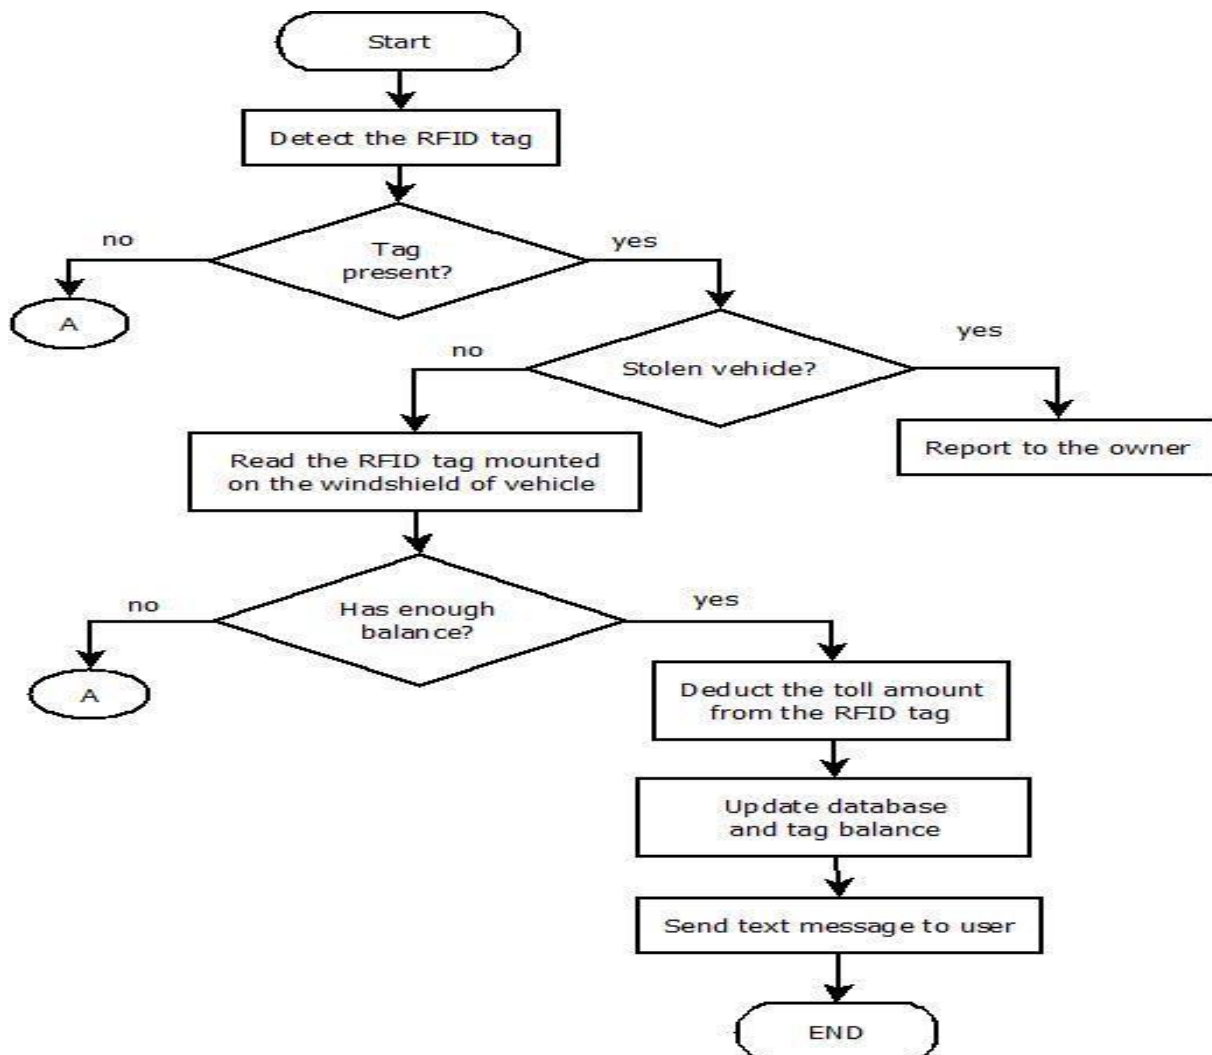 Start
Detect the RFID tag
no
Tag
present?
yes
A
no
Stolen vehicle?
yes
Read the RFID tag mounted
on the windshield of vehicle
Report to the owner
no
Has enough
balance?
yes
A
Deduct the toll amount
from the RFID tag
Update database
and tag balance
Send text message to user
END